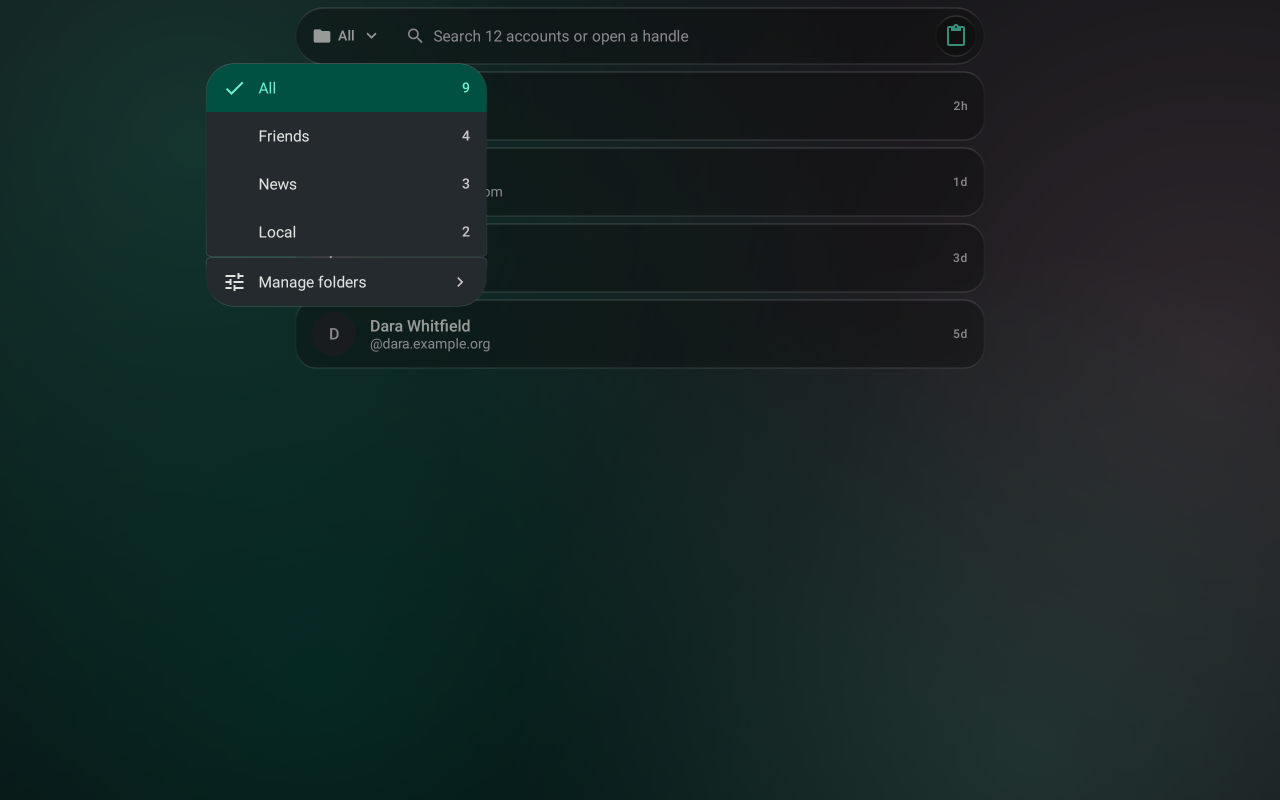 All
Search 12 accounts or open a handle
All 9
Friends 4
News 3
Local 2
Manage folders
2h
om
1d
3d
D
Dara Whitfield
@dara.example.org
5d